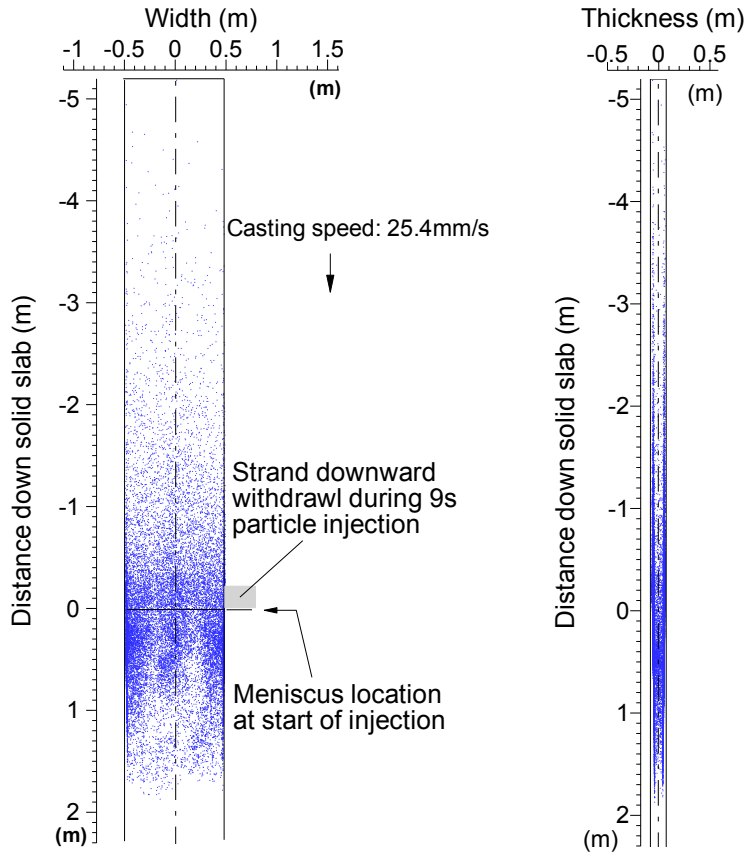 Width (m)
-1 -0.5 0 0.5 1 1.5
(m)
Distance down solid slab (m)
-5
-4
-3
-2
-1
0
1
2
(m)
Casting speed: 25.4mm/s
Strand downward
withdrawl during 9s
particle injection
Meniscus location
at start of injection
Thickness (m)
-0.5 0 0.5
(m)
Distance down solid slab (m)
-5
-4
-3
-2
-1
0
1
2
(m)